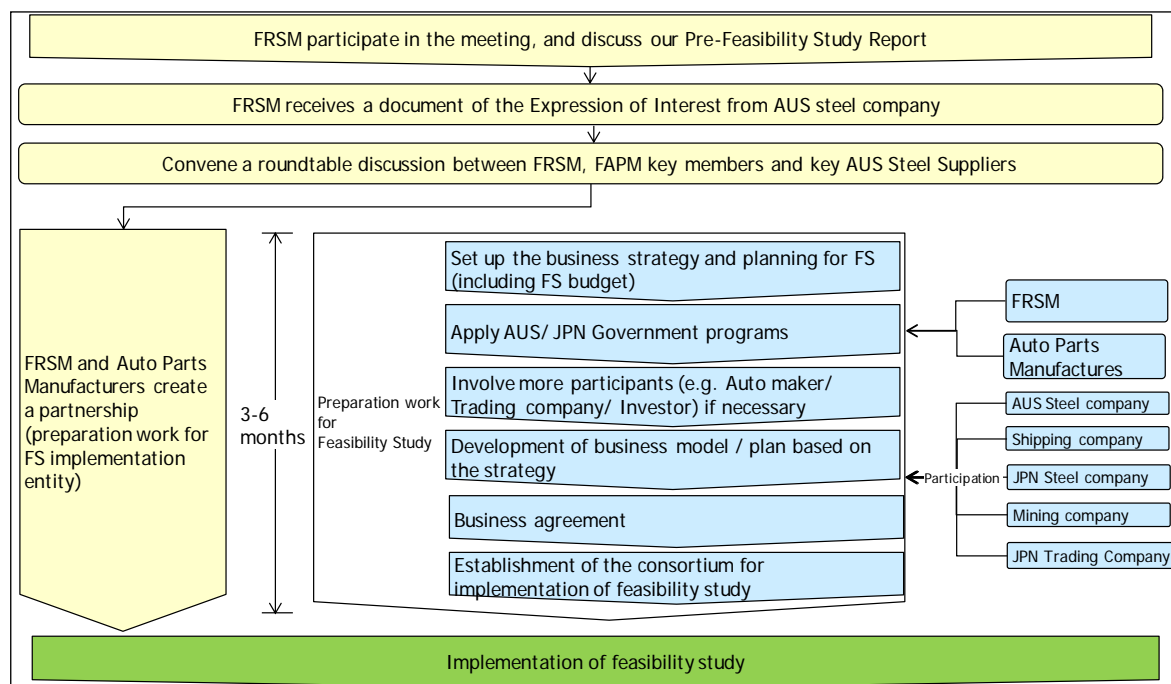 FRSM participate in the meeting, and discuss our Pre-Feasibility Study Report
FRSM receives a document of the Expression of Interest from AUS steel company
Convene a roundtable discussion between FRSM, FAPM key members and key AUS Steel Suppliers
FRSM and Auto Parts
Manufacturers create
a partnership
(preparation work for
FS implementation
entity)
3-6
months
Preparation work
for
Feasibility Study
Set up the business strategy and planning for FS
(including FS budget)
Apply AUS/ JPN Government programs
Involve more participants (e.g. Auto maker/
Trading company/ Investor) if necessary
Development of business model / plan based on
the strategy
Business agreement
Establishment of the consortium for
implementation of feasibility study
FRSM
Auto Parts
Manufactures
Participation
AUS Steel company
Shipping company
JPN Steel company
Mining company
JPN Trading Company
Implementation of feasibility study